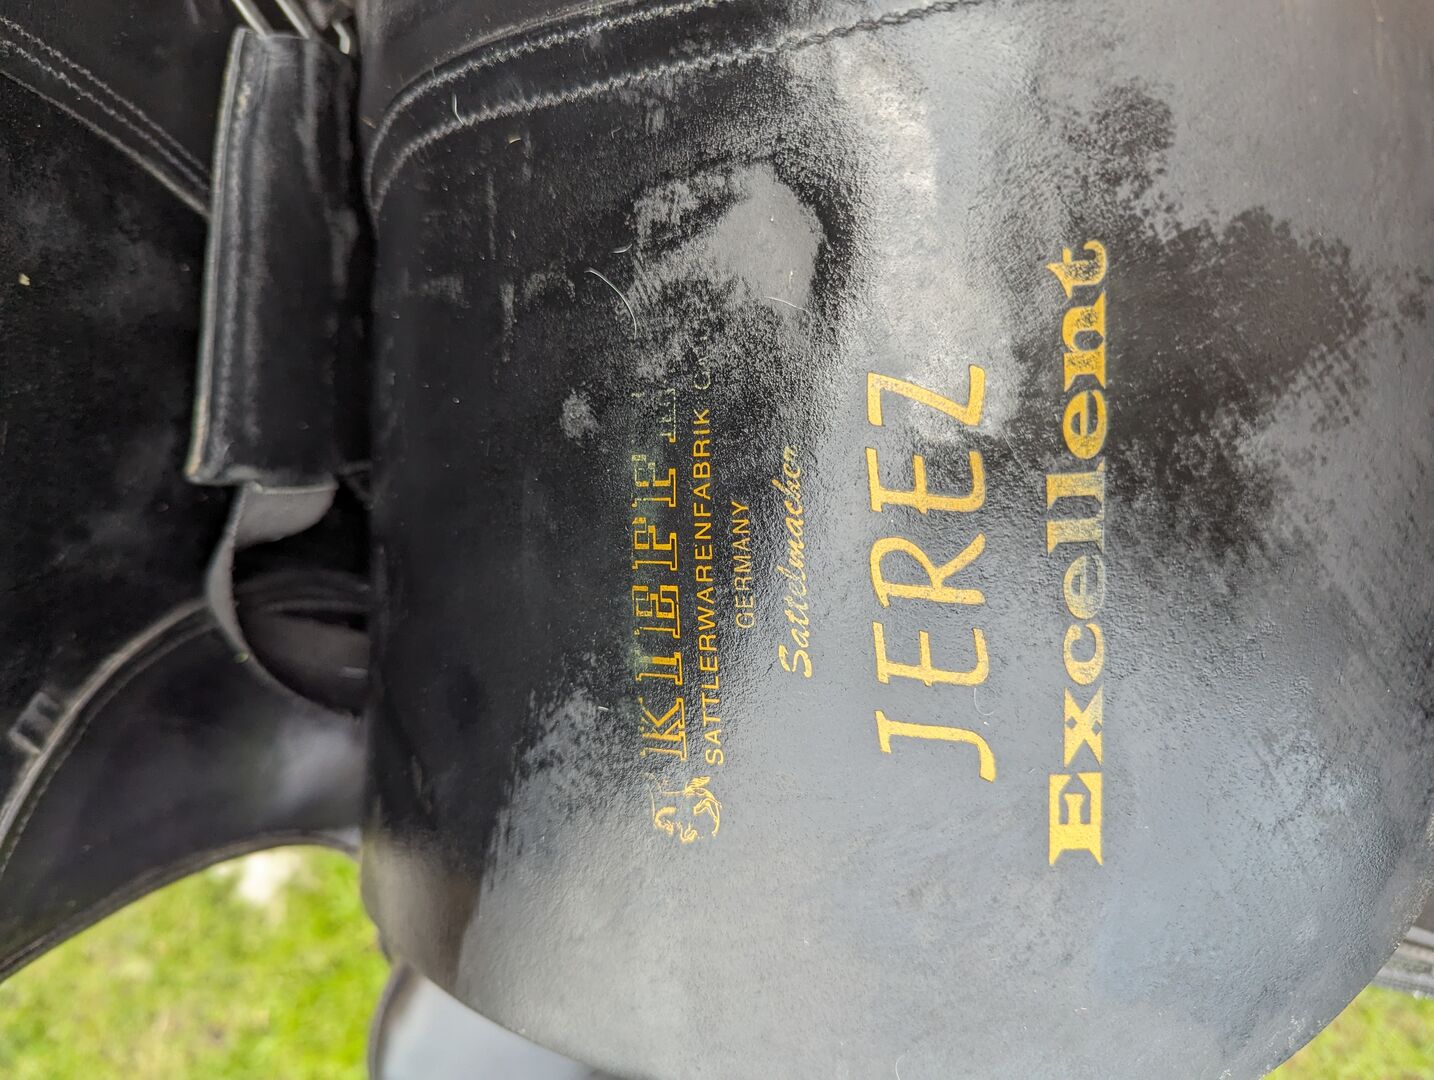 KIEFFER
SATTLERWARENFABRIK
GERMANY
Sattelmacher
JEREZ
Excellent